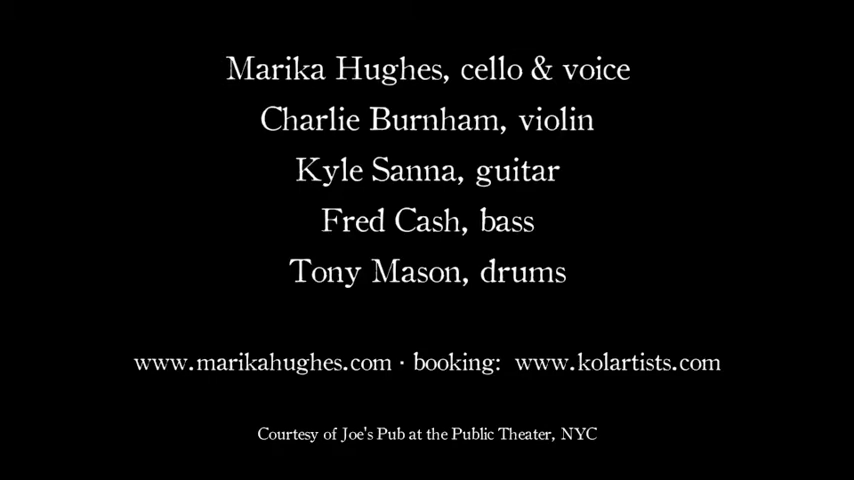 Marika Hughes, cello & voice
Charlie Burnham, violin
Kyle Sanna, guitar
Fred Cash, bass
Tony Mason, drums
www.marikahughes.com · booking: www.kolartists.com
Courtesy of Joe's Pub at the Public Theater, NYC